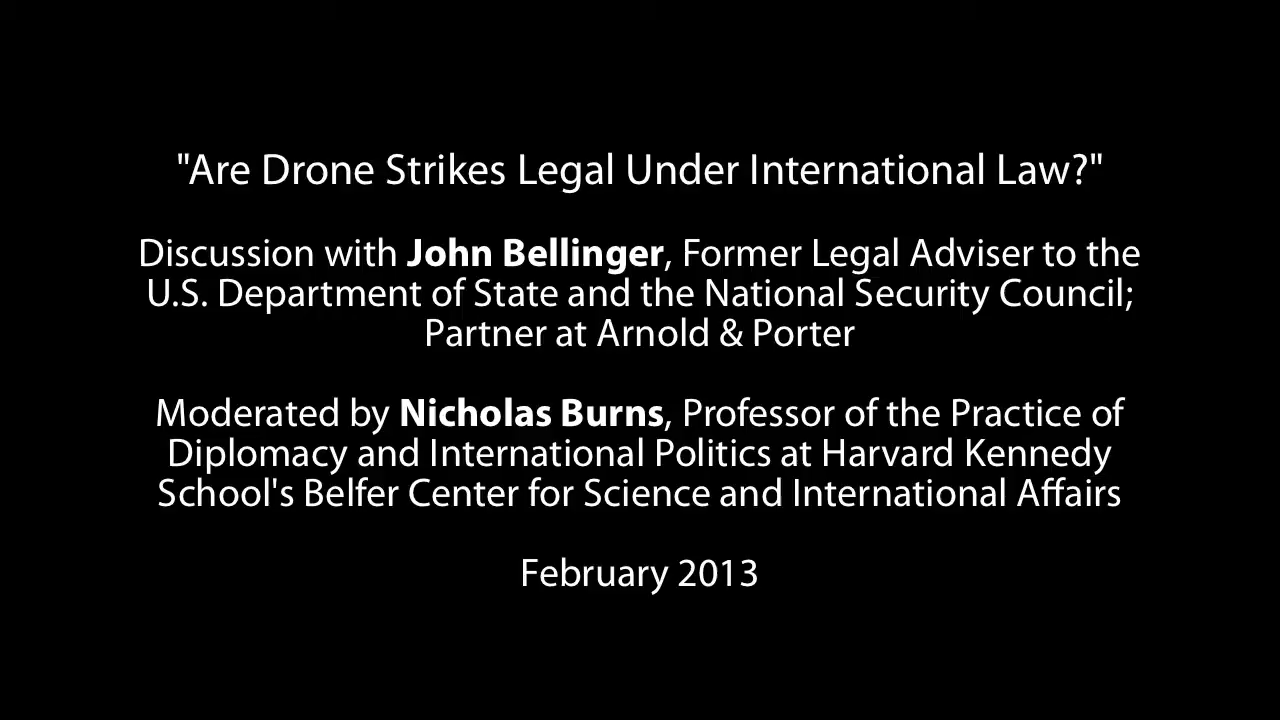 "Are Drone Strikes Legal Under International Law?"
Discussion with John Bellinger, Former Legal Adviser to the
U.S. Department of State and the National Security Council;
Partner at Arnold & Porter
Moderated by Nicholas Burns, Professor of the Practice of
Diplomacy and International Politics at Harvard Kennedy
School's Belfer Center for Science and International Affairs
February 2013